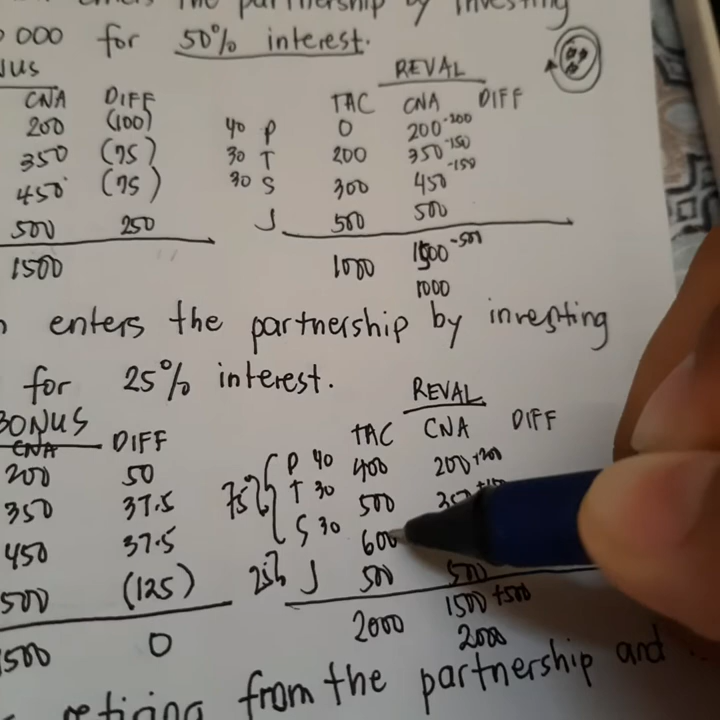 the partnership by investing
000 for 50% interest.
REVAL
CNA DIFF TAC CNA DIFF
200 (100) 40 P 0 200 -200
350 (75) 30 T 200 350 -150
450 (75) 30 S 300 450 -150
500 250 J 500 500
1500 1000 1500 -500
1000
enters the partnership by investing
for 25% interest.
BONUS REVAL
CNA DIFF TAC CNA DIFF
200 50 P 40 400 200 +200
350 37.5 75% T 30 500 350
450 37.5 S 30 600
500 (125) 25% J 500 500
1500 0 2000 1500 +500
2000
retiring from the partnership and